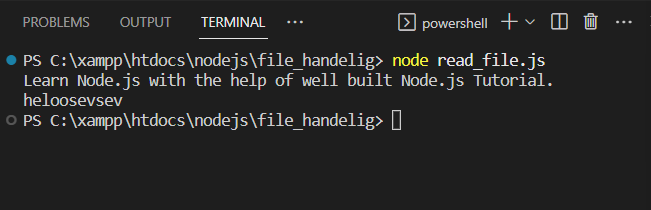 PROBLEMS OUTPUT TERMINAL ... powershell
PS C:\xampp\htdocs\nodejs\file_handelig> node read_file.js
Learn Node.js with the help of well built Node.js Tutorial.
heloosevsev
PS C:\xampp\htdocs\nodejs\file_handelig>